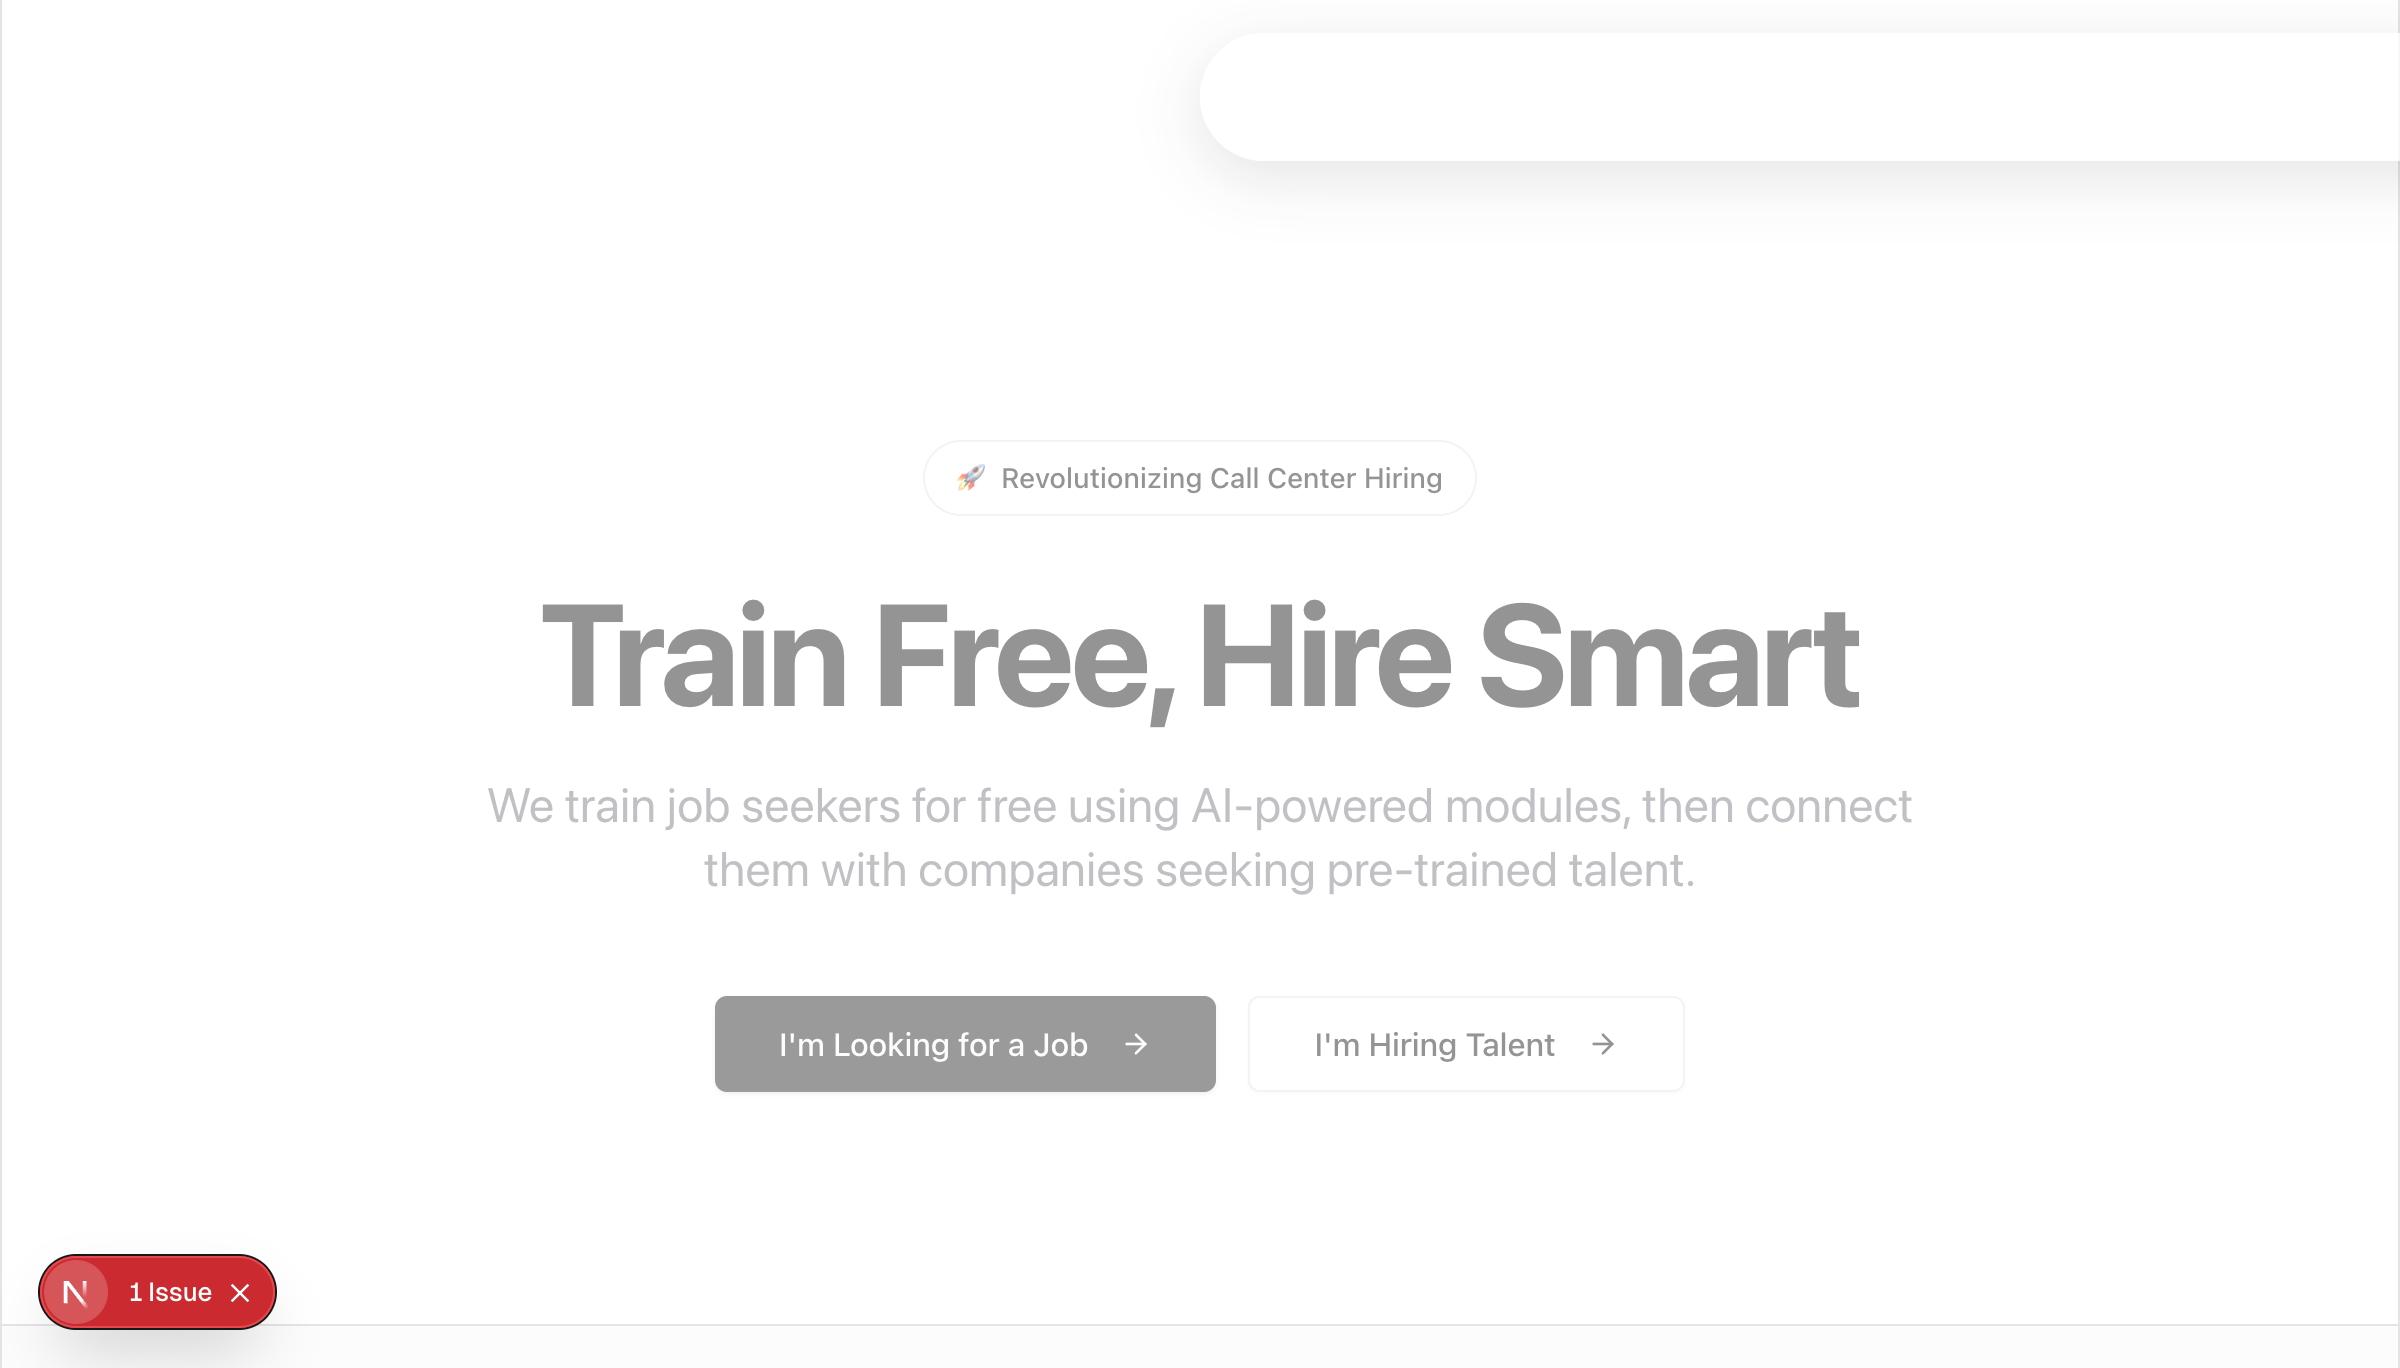 🚀 Revolutionizing Call Center Hiring
Train Free, Hire Smart
We train job seekers for free using AI-powered modules, then connect
them with companies seeking pre-trained talent.
I'm Looking for a Job →
I'm Hiring Talent →
N 1 Issue ×